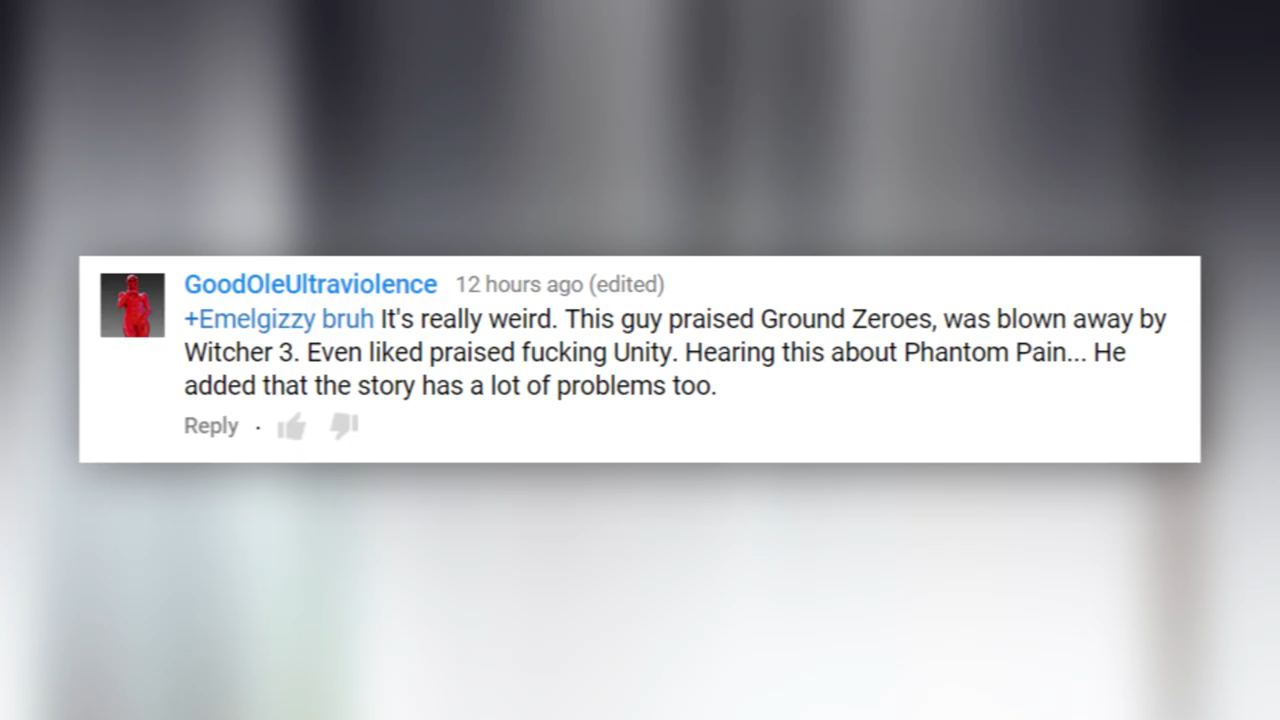 GoodOleUltraviolence 12 hours ago (edited)
+Emelgizzy bruh It's really weird. This guy praised Ground Zeroes, was blown away by
Witcher 3. Even liked praised fucking Unity. Hearing this about Phantom Pain... He
added that the story has a lot of problems too.
Reply ·